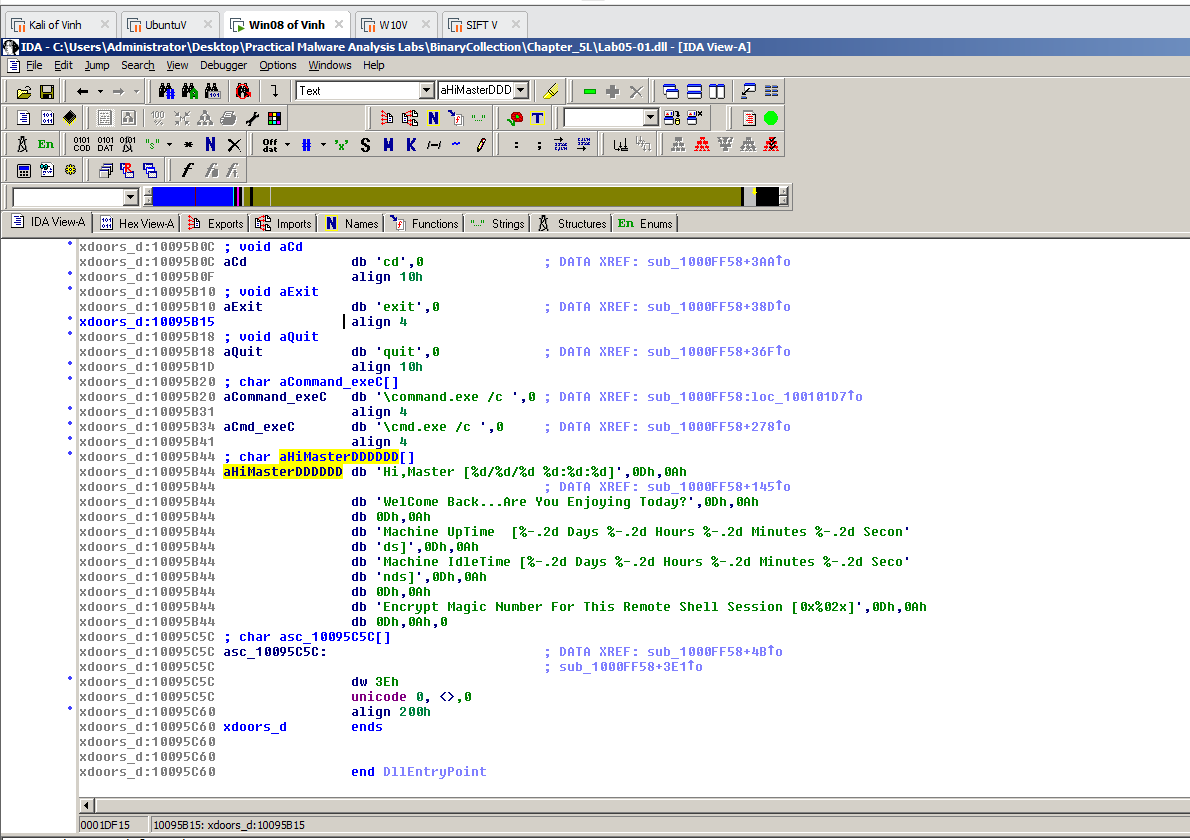 Kali of Vinh × UbuntuV × Win08 of Vinh × W10V × SIFT V ×
IDA - C:\Users\Administrator\Desktop\Practical Malware Analysis Labs\BinaryCollection\Chapter_5L\Lab05-01.dll - [IDA View-A]
File Edit Jump Search View Debugger Options Windows Help
Text aHiMasterDDD
En
Off
dat
IDA View-A Hex View-A Exports Imports N Names Functions Strings Structures En Enums
xdoors_d:10095B0C ; void aCd
xdoors_d:10095B0C aCd db 'cd',0 ; DATA XREF: sub_1000FF58+3AA↑o
xdoors_d:10095B0F align 10h
xdoors_d:10095B10 ; void aExit
xdoors_d:10095B10 aExit db 'exit',0 ; DATA XREF: sub_1000FF58+38D↑o
xdoors_d:10095B15 align 4
xdoors_d:10095B18 ; void aQuit
xdoors_d:10095B18 aQuit db 'quit',0 ; DATA XREF: sub_1000FF58+36F↑o
xdoors_d:10095B1D align 10h
xdoors_d:10095B20 ; char aCommand_exeC[]
xdoors_d:10095B20 aCommand_exeC db '\command.exe /c ',0 ; DATA XREF: sub_1000FF58:loc_100101D7↑o
xdoors_d:10095B31 align 4
xdoors_d:10095B34 aCmd_exeC db '\cmd.exe /c ',0 ; DATA XREF: sub_1000FF58+278↑o
xdoors_d:10095B41 align 4
xdoors_d:10095B44 ; char aHiMasterDDDDDD[]
xdoors_d:10095B44 aHiMasterDDDDDD db 'Hi,Master [%d/%d/%d %d:%d:%d]',0Dh,0Ah
xdoors_d:10095B44 ; DATA XREF: sub_1000FF58+145↑o
xdoors_d:10095B44 db 'WelCome Back...Are You Enjoying Today?',0Dh,0Ah
xdoors_d:10095B44 db 0Dh,0Ah
xdoors_d:10095B44 db 'Machine UpTime  [%-.2d Days %-.2d Hours %-.2d Minutes %-.2d Secon'
xdoors_d:10095B44 db 'ds]',0Dh,0Ah
xdoors_d:10095B44 db 'Machine IdleTime [%-.2d Days %-.2d Hours %-.2d Minutes %-.2d Seco'
xdoors_d:10095B44 db 'nds]',0Dh,0Ah
xdoors_d:10095B44 db 0Dh,0Ah
xdoors_d:10095B44 db 'Encrypt Magic Number For This Remote Shell Session [0x%02x]',0Dh,0Ah
xdoors_d:10095B44 db 0Dh,0Ah,0
xdoors_d:10095C5C ; char asc_10095C5C[]
xdoors_d:10095C5C asc_10095C5C: ; DATA XREF: sub_1000FF58+4B↑o
xdoors_d:10095C5C ; sub_1000FF58+3E1↑o
xdoors_d:10095C5C dw 3Eh
xdoors_d:10095C5C unicode 0, <>,0
xdoors_d:10095C60 align 200h
xdoors_d:10095C60 xdoors_d ends
xdoors_d:10095C60
xdoors_d:10095C60
xdoors_d:10095C60 end DllEntryPoint
0001DF15 10095B15: xdoors_d:10095B15